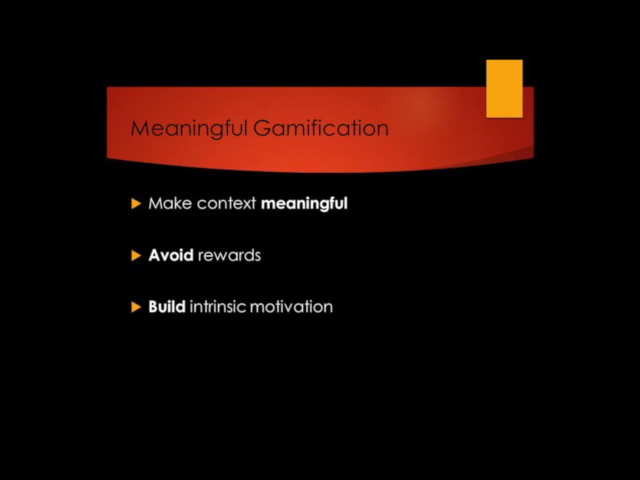 Meaningful Gamification
Make context meaningful
Avoid rewards
Build intrinsic motivation